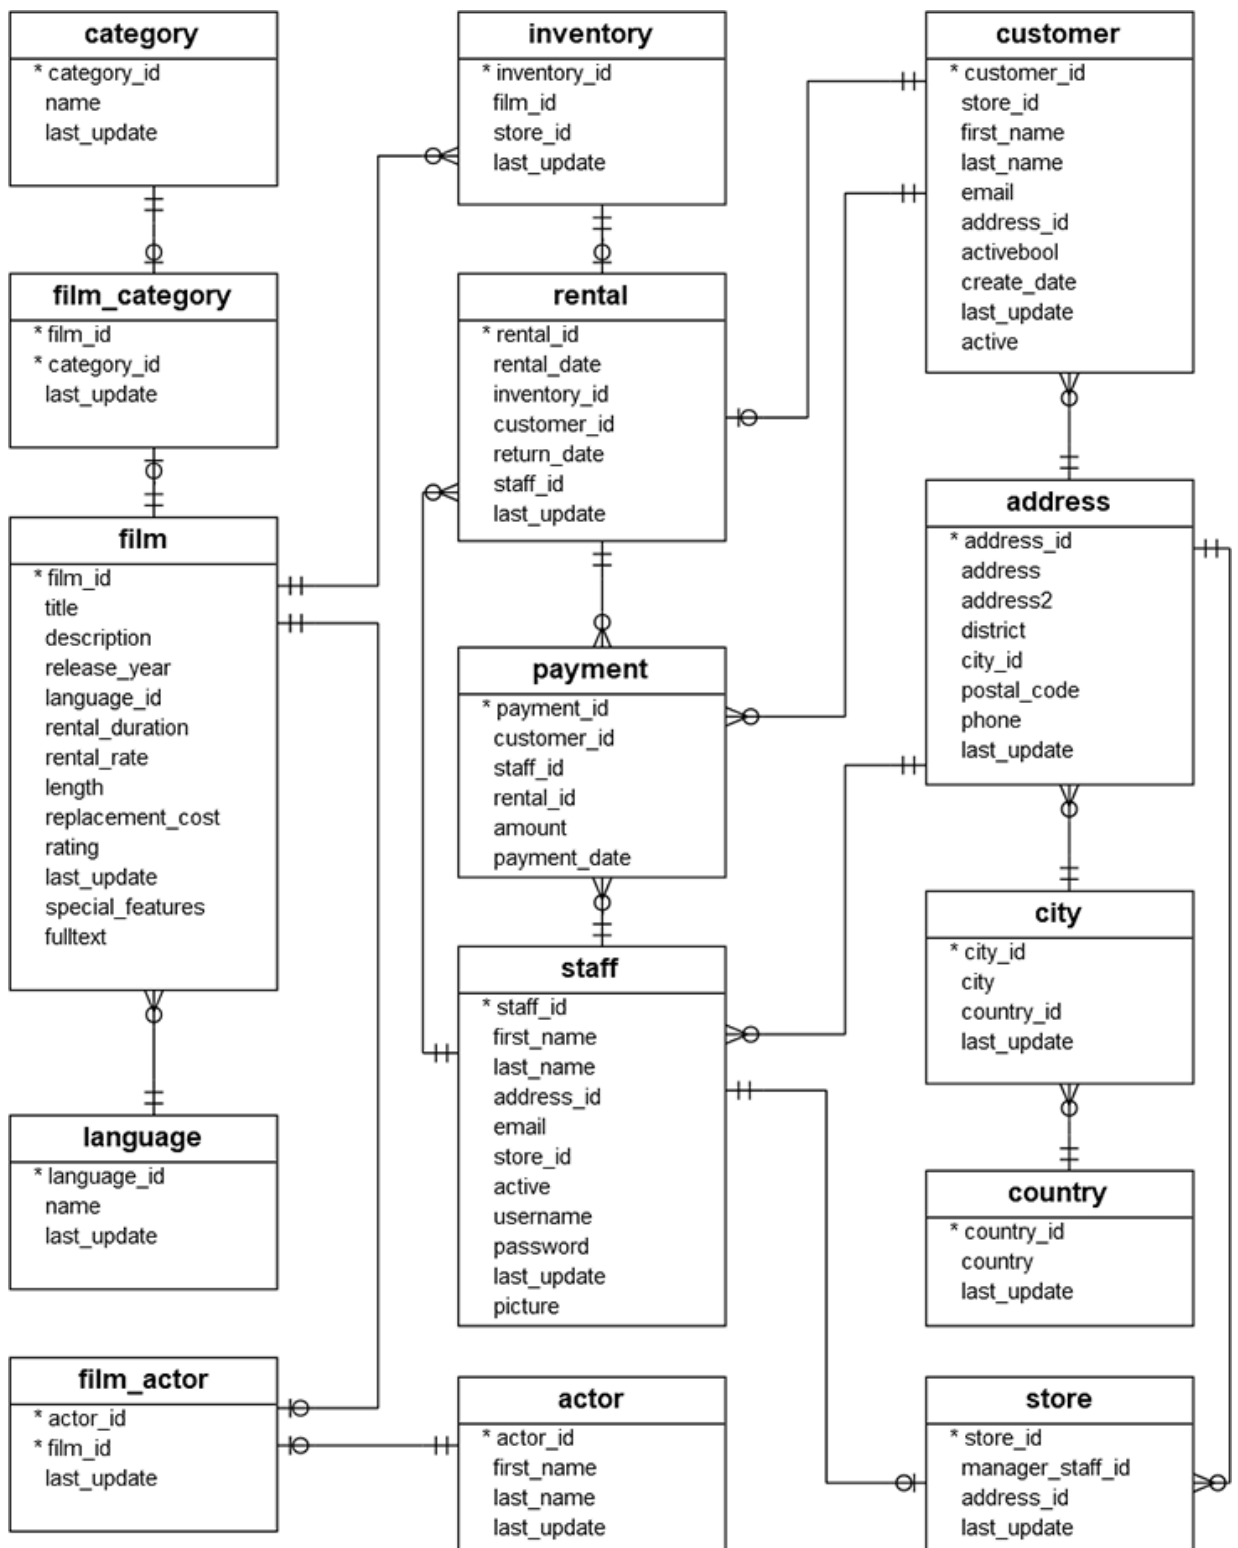 category
* category_id
name
last_update
film_category
* film_id
* category_id
last_update
film
* film_id
title
description
release_year
language_id
rental_duration
rental_rate
length
replacement_cost
rating
last_update
special_features
fulltext
language
* language_id
name
last_update
film_actor
* actor_id
* film_id
last_update
inventory
* inventory_id
film_id
store_id
last_update
rental
* rental_id
rental_date
inventory_id
customer_id
return_date
staff_id
last_update
payment
* payment_id
customer_id
staff_id
rental_id
amount
payment_date
staff
* staff_id
first_name
last_name
address_id
email
store_id
active
username
password
last_update
picture
actor
* actor_id
first_name
last_name
last_update
customer
* customer_id
store_id
first_name
last_name
email
address_id
activebool
create_date
last_update
active
address
* address_id
address
address2
district
city_id
postal_code
phone
last_update
city
* city_id
city
country_id
last_update
country
* country_id
country
last_update
store
* store_id
manager_staff_id
address_id
last_update